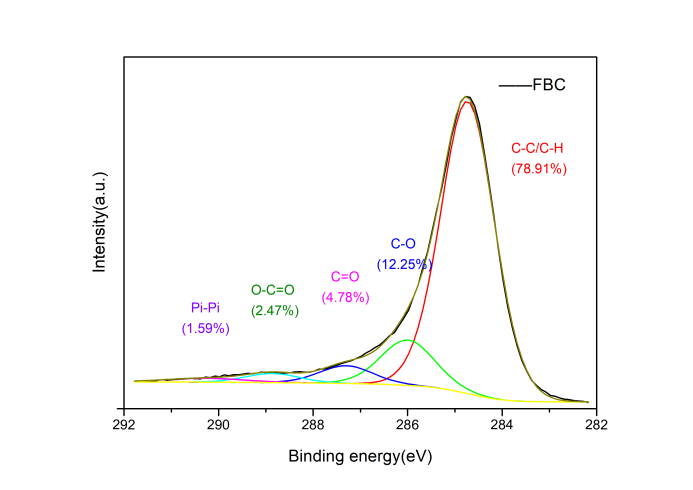 FBC
C-C/C-H
(78.91%)
C-O
(12.25%)
C=O
(4.78%)
O-C=O
(2.47%)
Pi-Pi
(1.59%)
Intensity(a.u.)
292 290 288 286 284 282
Binding energy(eV)